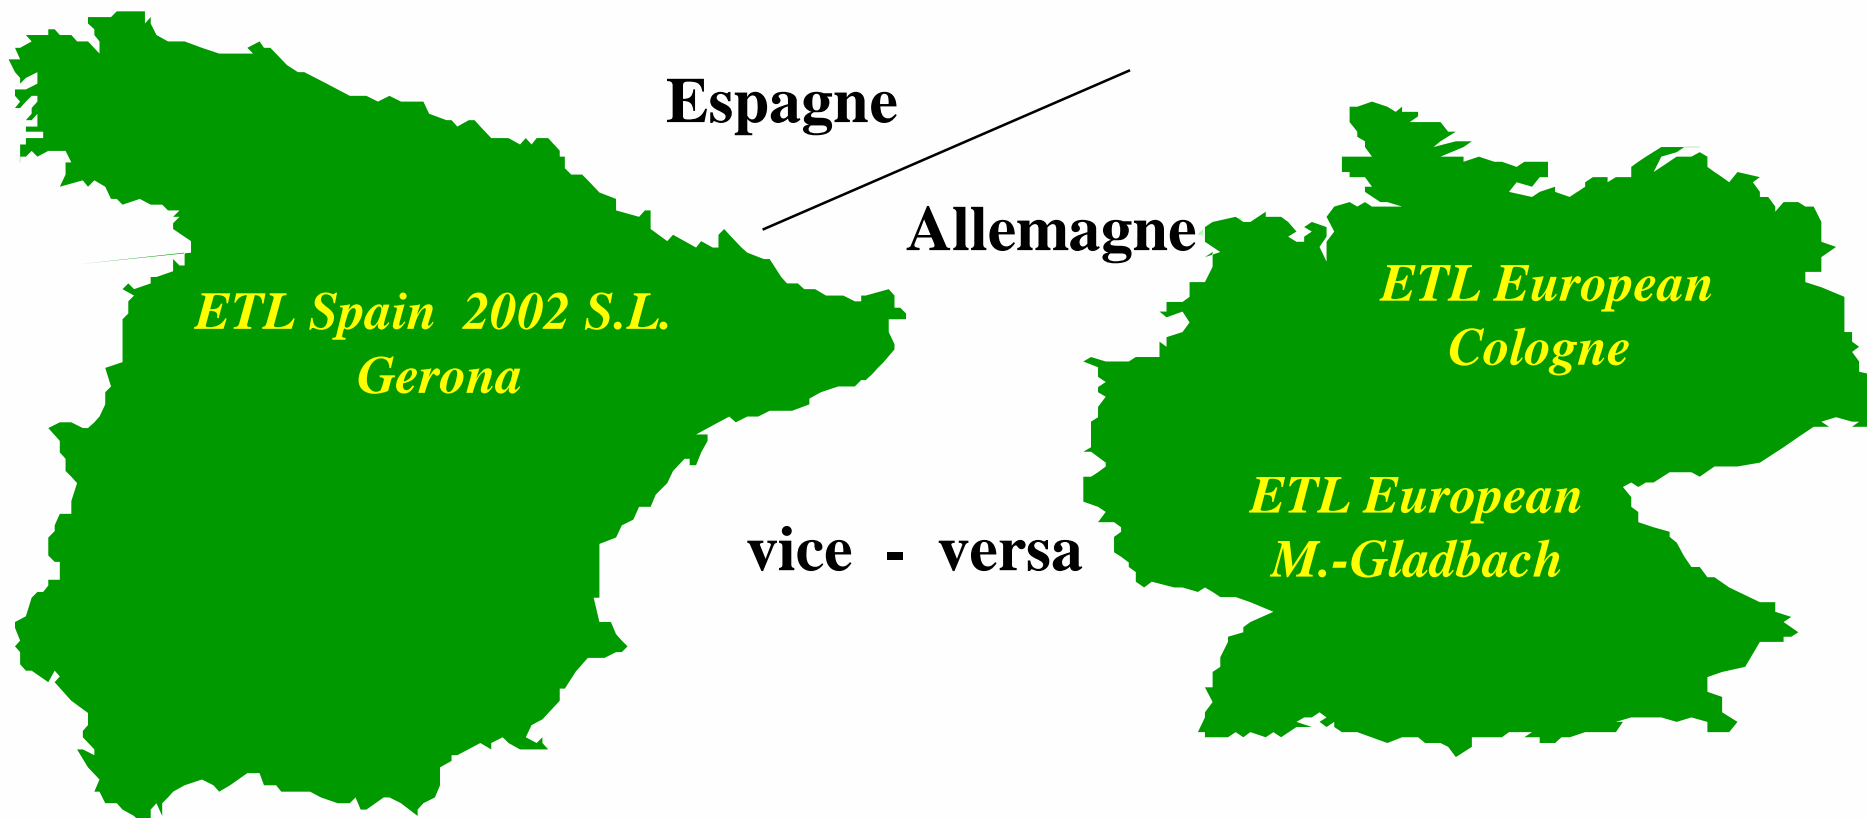 Espagne
Allemagne
ETL Spain 2002 S.L.
Gerona
ETL European
Cologne
ETL European
M.-Gladbach
vice - versa